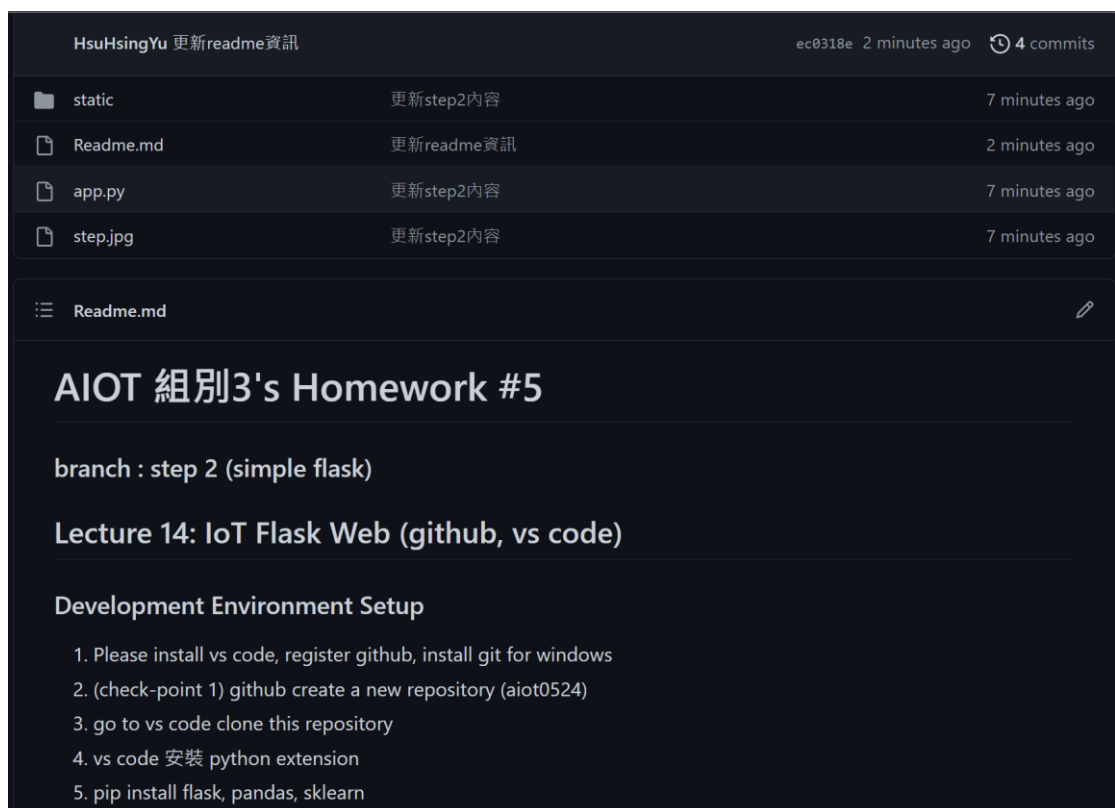 HsuHsingYu 更新readme資訊 ec0318e 2 minutes ago 4 commits
static 更新step2內容 7 minutes ago
Readme.md 更新readme資訊 2 minutes ago
app.py 更新step2內容 7 minutes ago
step.jpg 更新step2內容 7 minutes ago
Readme.md
AIOT 組別3's Homework #5
branch : step 2 (simple flask)
Lecture 14: IoT Flask Web (github, vs code)
Development Environment Setup
1. Please install vs code, register github, install git for windows
2. (check-point 1) github create a new repository (aiot0524)
3. go to vs code clone this repository
4. vs code 安裝 python extension
5. pip install flask, pandas, sklearn